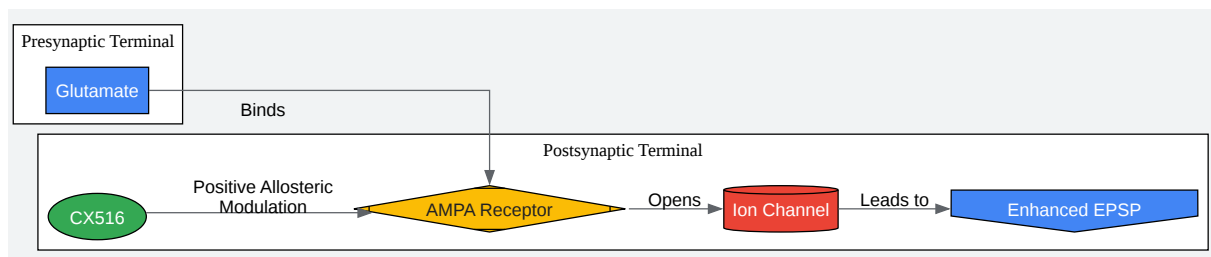 Presynaptic Terminal
Glutamate
Binds
Postsynaptic Terminal
Positive Allosteric
Modulation
CX516
AMPA Receptor
Opens
Ion Channel
Leads to
Enhanced EPSP